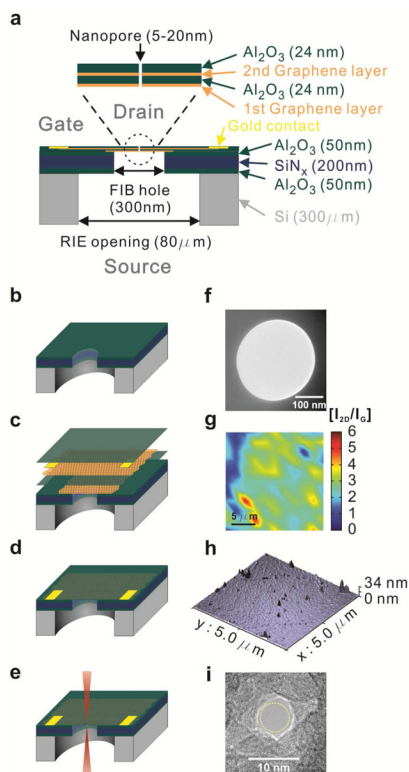 a
Nanopore (5-20nm)
Al₂O₃ (24 nm)
2nd Graphene layer
Al₂O₃ (24 nm)
1st Graphene layer
Drain
Gate
Gold contact
Al₂O₃ (50nm)
SiNₓ (200nm)
Al₂O₃ (50nm)
FIB hole
(300nm)
Si (300μm)
RIE opening (80μm)
Source
b
f
100 nm
c
g
[I₂D/IG]
6
5
4
3
2
1
0
5 μm
d
h
34 nm
0 nm
y : 5.0 μm
x : 5.0 μm
e
i
10 nm